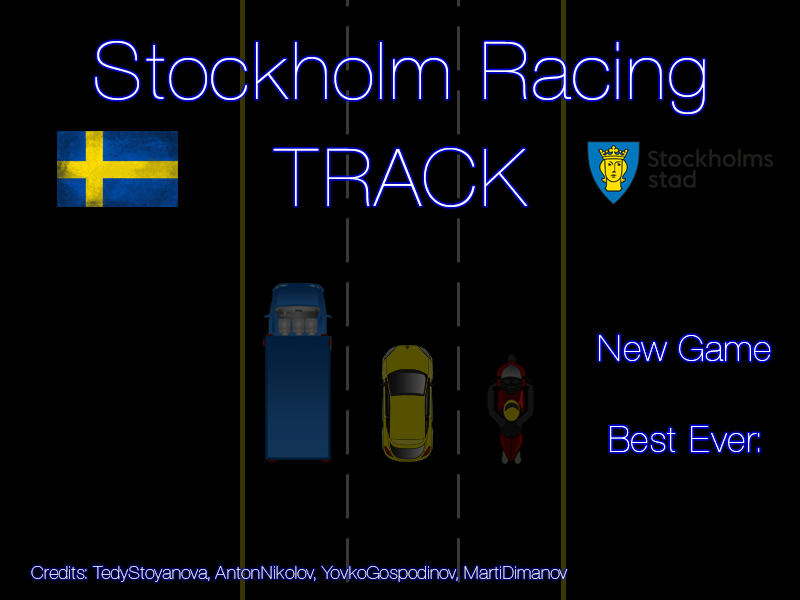 Stockholm Racing
TRACK
Stockholms
stad
New Game
Best Ever:
Credits: TedyStoyanova, AntonNikolov, YovkoGospodinov, MartiDimanov